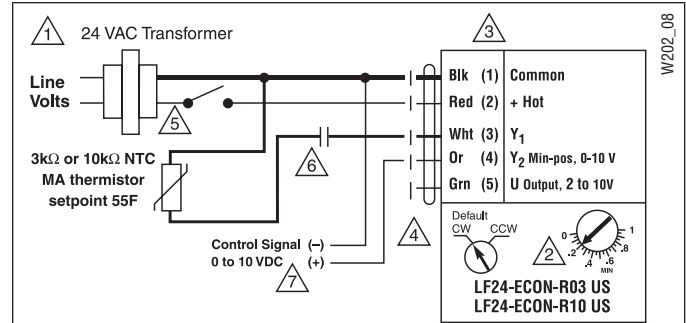 1 24 VAC Transformer
3
W202_08
Line
Volts
Blk (1) Common
Red (2) + Hot
Wht (3) Y1
Or (4) Y2 Min-pos, 0-10 V
Grn (5) U Output, 2 to 10V
5
6
3kΩ or 10kΩ NTC
MA thermistor
setpoint 55F
4
Control Signal (–)
0 to 10 VDC (+)
7
Default
CW CCW
2
0 .2 .4 .6 .8 1
MIN
LF24-ECON-R03 US
LF24-ECON-R10 US